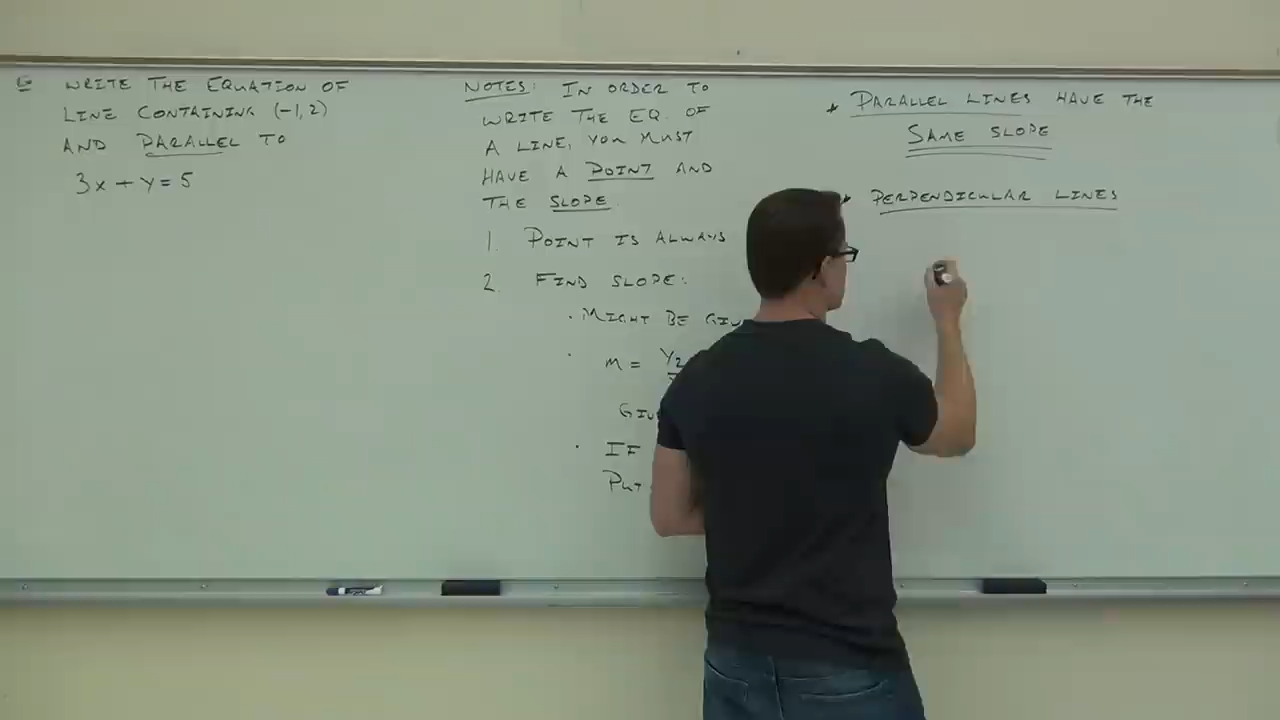 EG WRITE THE EQUATION OF
LINE CONTAINING (-1,2)
AND PARALLEL TO
3x + y = 5
NOTES: IN ORDER TO
WRITE THE EQ. OF
A LINE, YOU MUST
HAVE A POINT AND
THE SLOPE.
1. POINT IS ALWAYS
2. FIND SLOPE:
· MIGHT BE
· m = y2
· IF
* PARALLEL LINES HAVE THE
SAME SLOPE
* PERPENDICULAR LINES